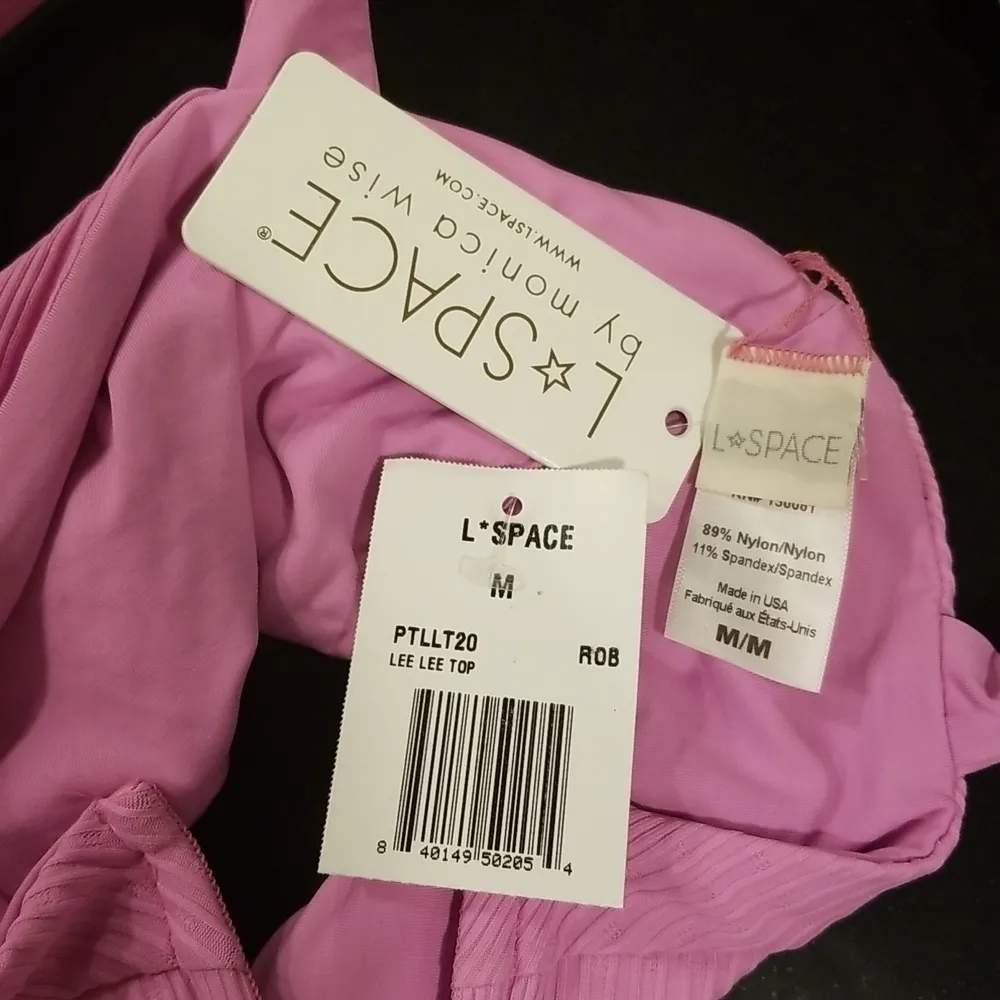 L☆SPACE®
by monica wise
WWW.LSPACE.COM
L☆SPACE
89% Nylon/Nylon
11% Spandex/Spandex
Made in USA
Fabriqué aux États-Unis
M/M
L*SPACE
M
PTLLT20 ROB
LEE LEE TOP
8 40149 50205 4